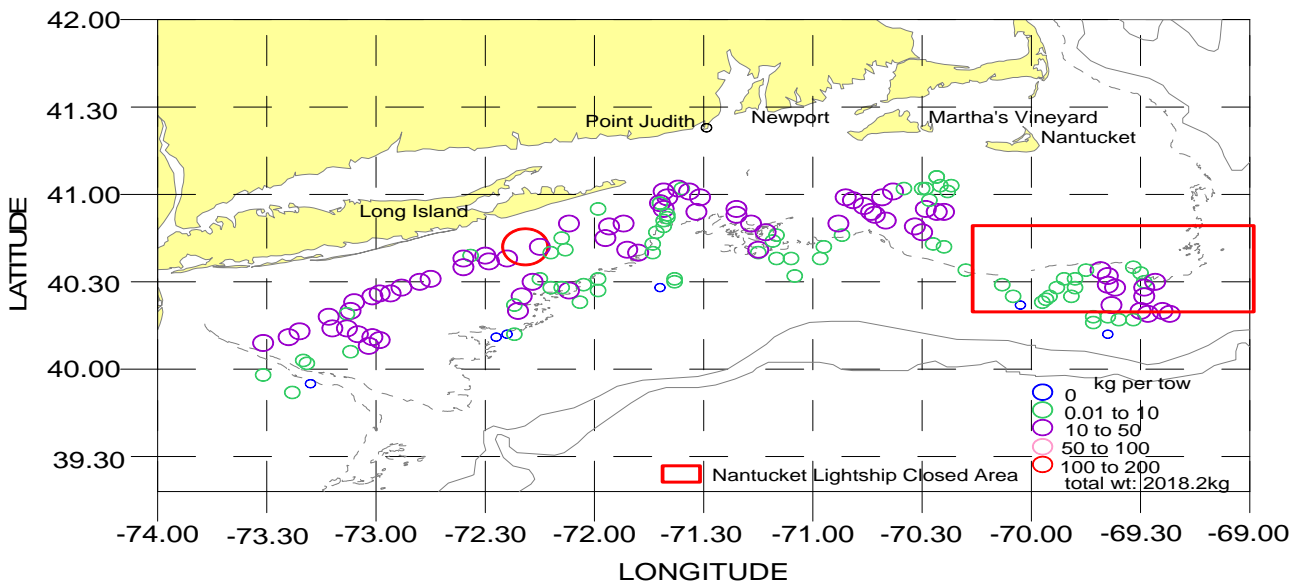 42.00
41.30
Point Judith
Newport
Martha's Vineyard
Nantucket
41.00
Long Island
LATITUDE
40.30
40.00
kg per tow
0
0.01 to 10
10 to 50
39.30
50 to 100
Nantucket Lightship Closed Area
100 to 200
total wt: 2018.2kg
-74.00 -73.30 -73.00 -72.30 -72.00 -71.30 -71.00 -70.30 -70.00 -69.30 -69.00
LONGITUDE